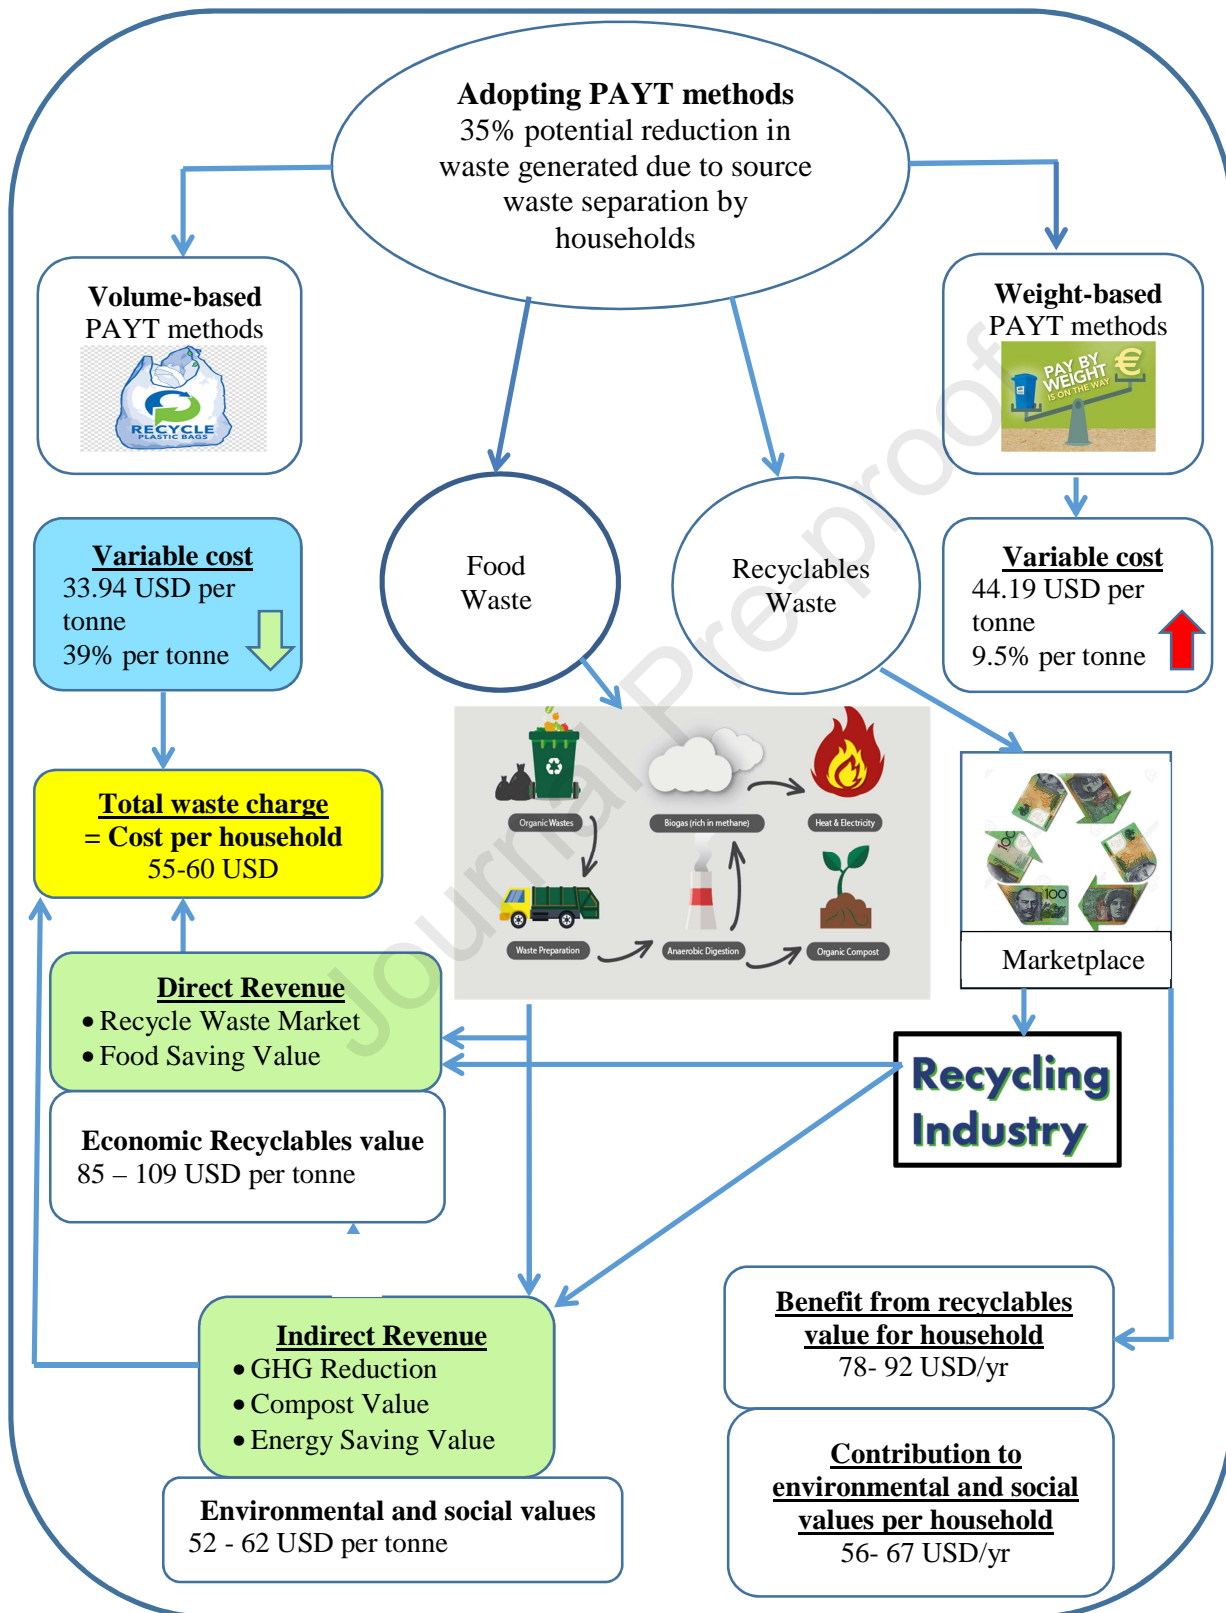 Adopting PAYT methods
35% potential reduction in
waste generated due to source
waste separation by
households
Volume-based
PAYT methods
RECYCLE
PLASTIC BAGS
Weight-based
PAYT methods
PAY BY
WEIGHT
IS ON THE WAY
€
Variable cost
33.94 USD per
tonne
39% per tonne
Food
Waste
Recyclables
Waste
Variable cost
44.19 USD per
tonne
9.5% per tonne
Total waste charge
= Cost per household
55-60 USD
Organic Wastes
Biogas (rich in methane)
Heat & Electricity
Waste Preparation
Anaerobic Digestion
Organic Compost
100
100
Marketplace
Direct Revenue
• Recycle Waste Market
• Food Saving Value
Recycling
Industry
Economic Recyclables value
85 – 109 USD per tonne
Indirect Revenue
• GHG Reduction
• Compost Value
• Energy Saving Value
Environmental and social values
52 - 62 USD per tonne
Benefit from recyclables
value for household
78- 92 USD/yr
Contribution to
environmental and social
values per household
56- 67 USD/yr
Journal Pre-proof